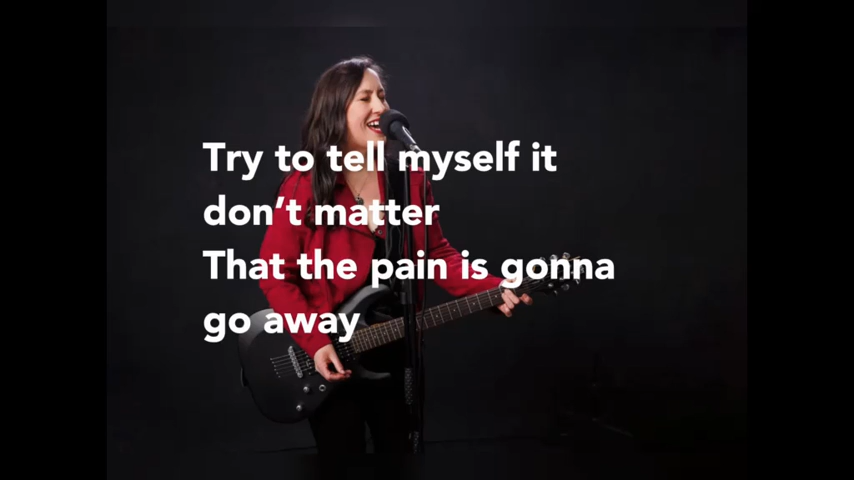 Try to tell myself it
don’t matter
That the pain is gonna
go away